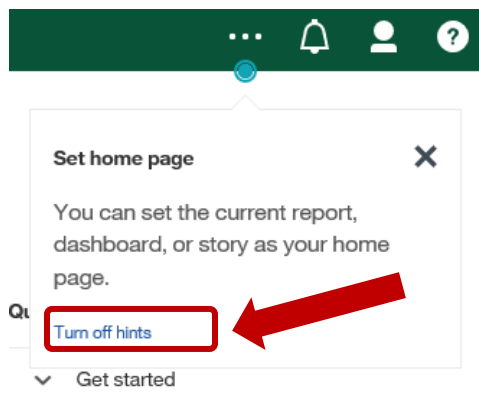 ?
Set home page
You can set the current report,
dashboard, or story as your home
page.
Turn off hints
Get started